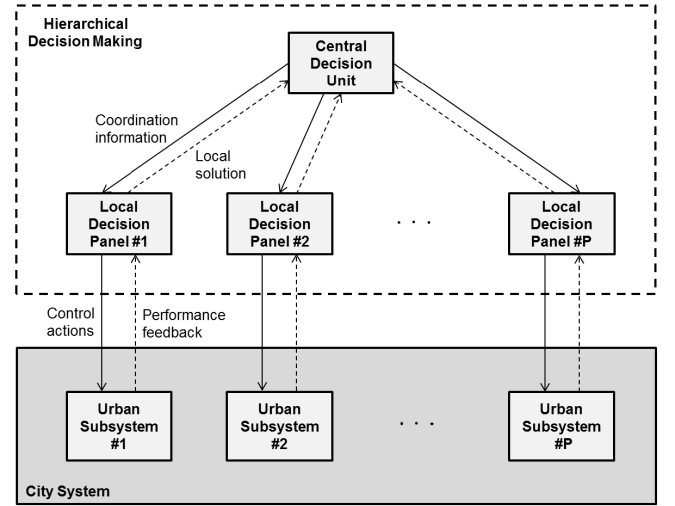 Hierarchical
Decision Making
Central
Decision
Unit
Coordination
information
Local
solution
Local
Decision
Panel #1
Local
Decision
Panel #2
. . .
Local
Decision
Panel #P
Control
actions
Performance
feedback
Urban
Subsystem
#1
Urban
Subsystem
#2
. . .
Urban
Subsystem
#P
City System